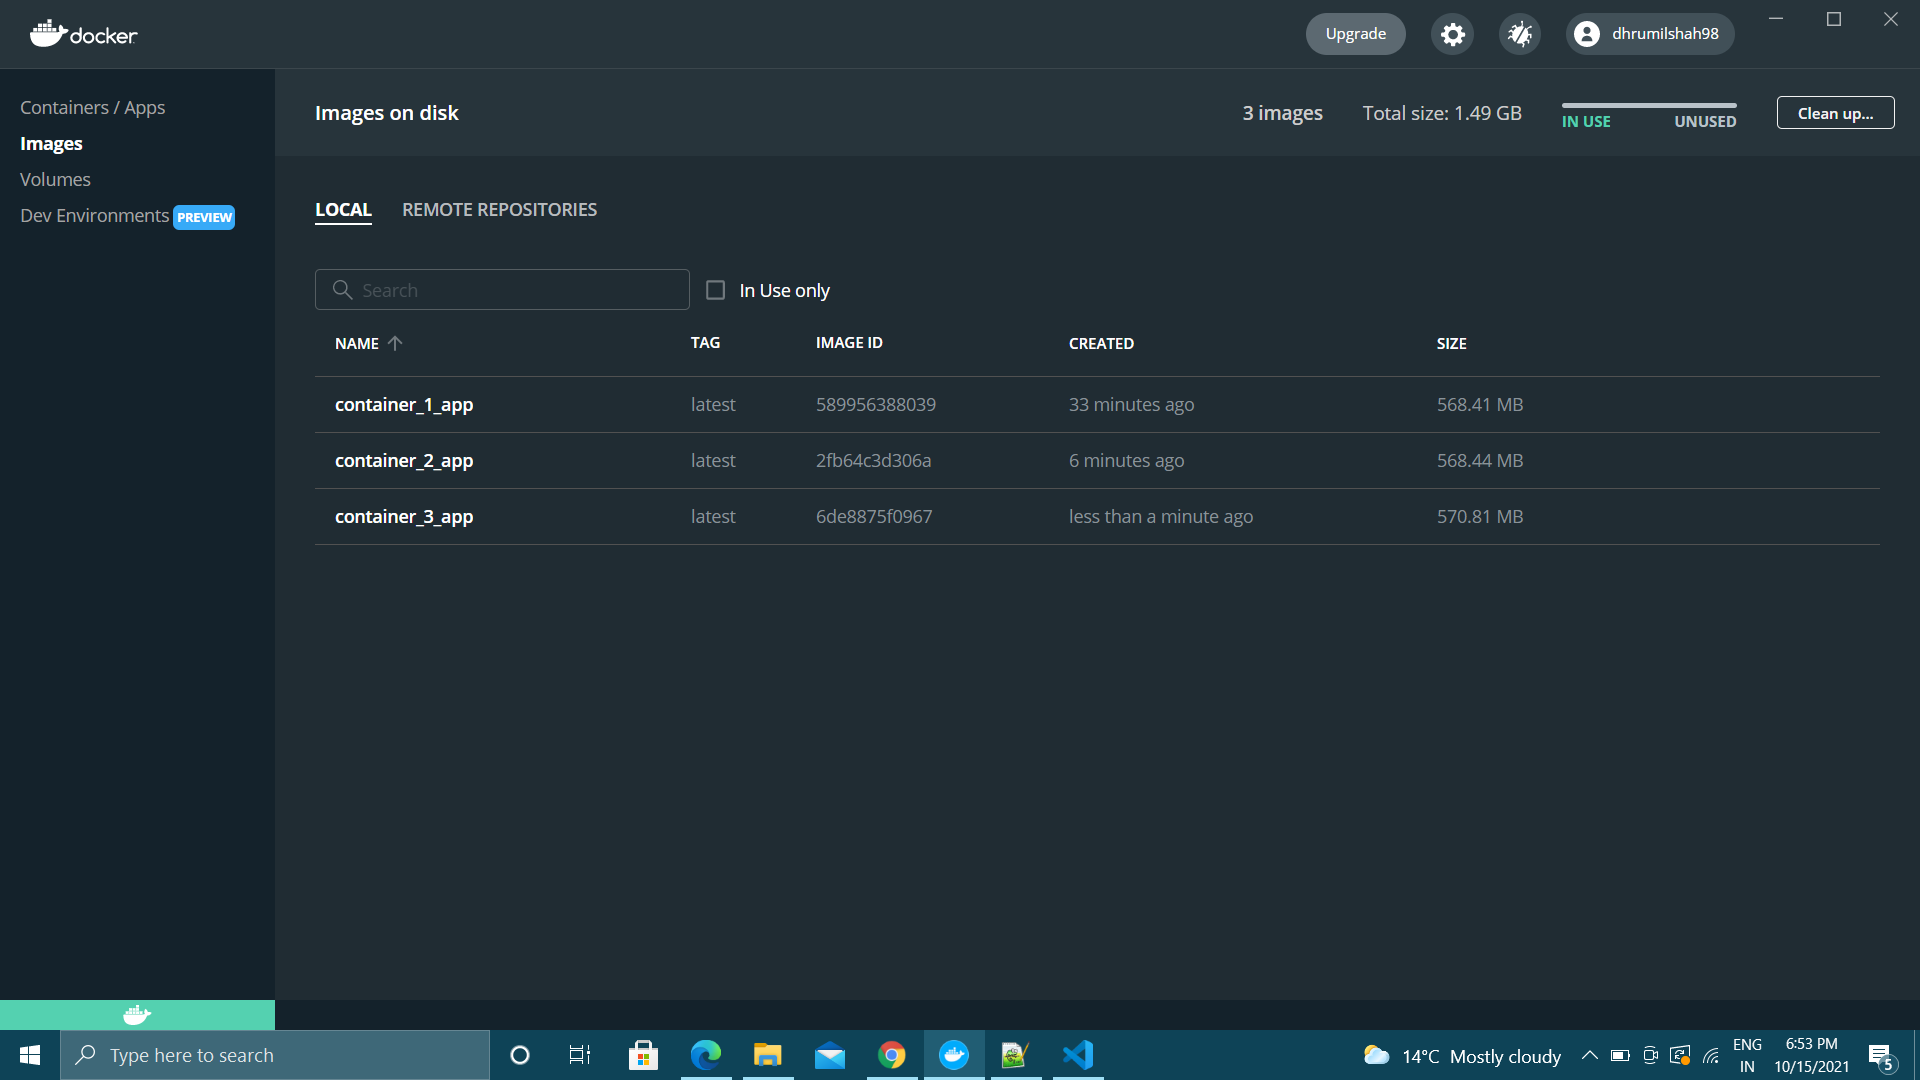 docker
Upgrade
dhrumilshah98
Containers / Apps
Images
Volumes
Dev Environments PREVIEW
Images on disk
3 images
Total size: 1.49 GB
IN USE
UNUSED
Clean up...
LOCAL
REMOTE REPOSITORIES
Search
In Use only
NAME TAG IMAGE ID CREATED SIZE
container_1_app latest 589956388039 33 minutes ago 568.41 MB
container_2_app latest 2fb64c3d306a 6 minutes ago 568.44 MB
container_3_app latest 6de8875f0967 less than a minute ago 570.81 MB
Type here to search
14°C Mostly cloudy
ENG
IN
6:53 PM
10/15/2021
5